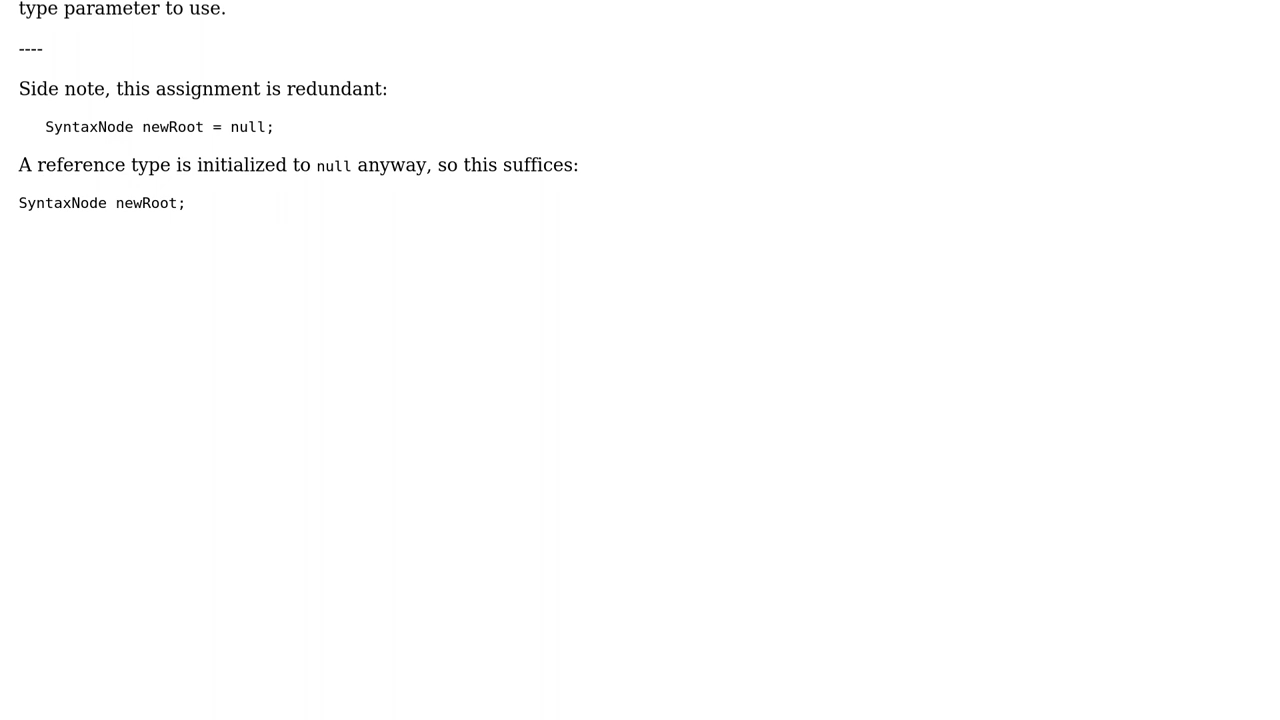 type parameter to use.
----
Side note, this assignment is redundant:
SyntaxNode newRoot = null;
A reference type is initialized to null anyway, so this suffices:
SyntaxNode newRoot;